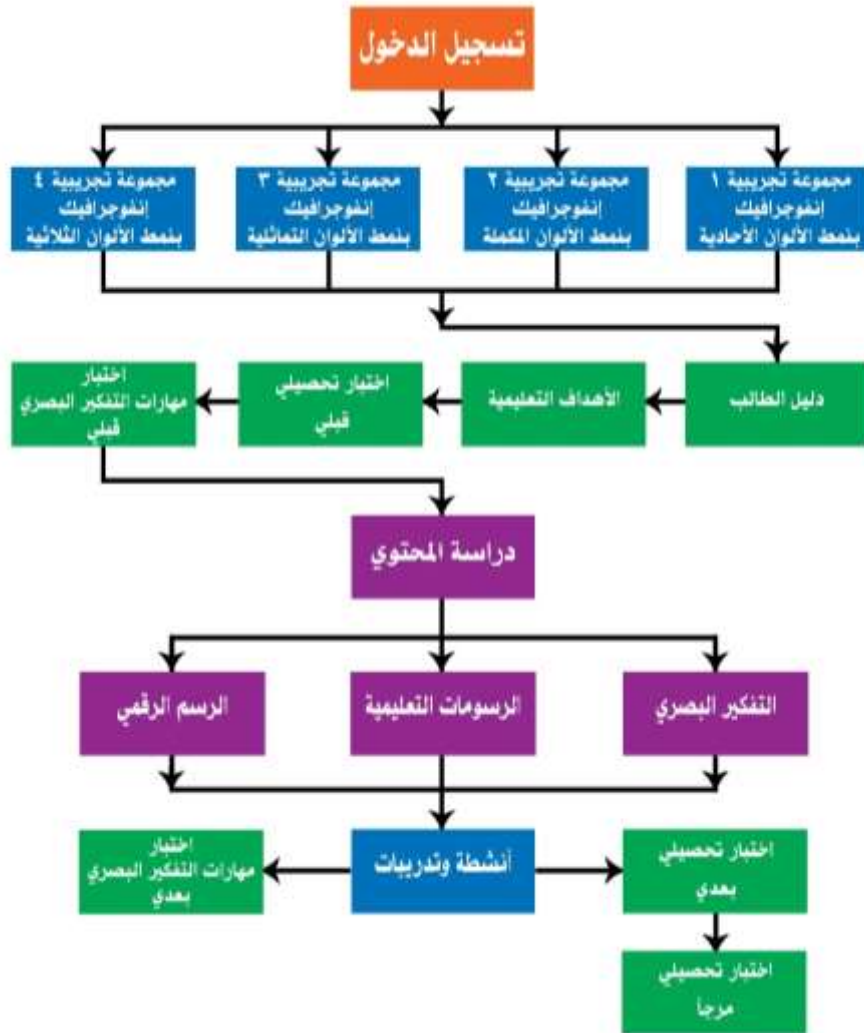 تسجيل الدخول
مجموعة تجريبية ١
إنفوجرافيك
بنمط الألوان الأحادية
مجموعة تجريبية ٢
إنفوجرافيك
بنمط الألوان المكملة
مجموعة تجريبية ٣
إنفوجرافيك
بنمط الألوان التماثلية
مجموعة تجريبية ٤
إنفوجرافيك
بنمط الألوان الثلاثية
دليل الطالب
الأهداف التعليمية
اختبار تحصيلي
قبلي
اختبار
مهارات التفكير البصري
قبلي
دراسة المحتوي
التفكير البصري
الرسومات التعليمية
الرسم الرقمي
اختبار تحصيلي
بعدي
أنشطة وتدريبات
اختبار
مهارات التفكير البصري
بعدي
اختبار تحصيلي
مرجأ